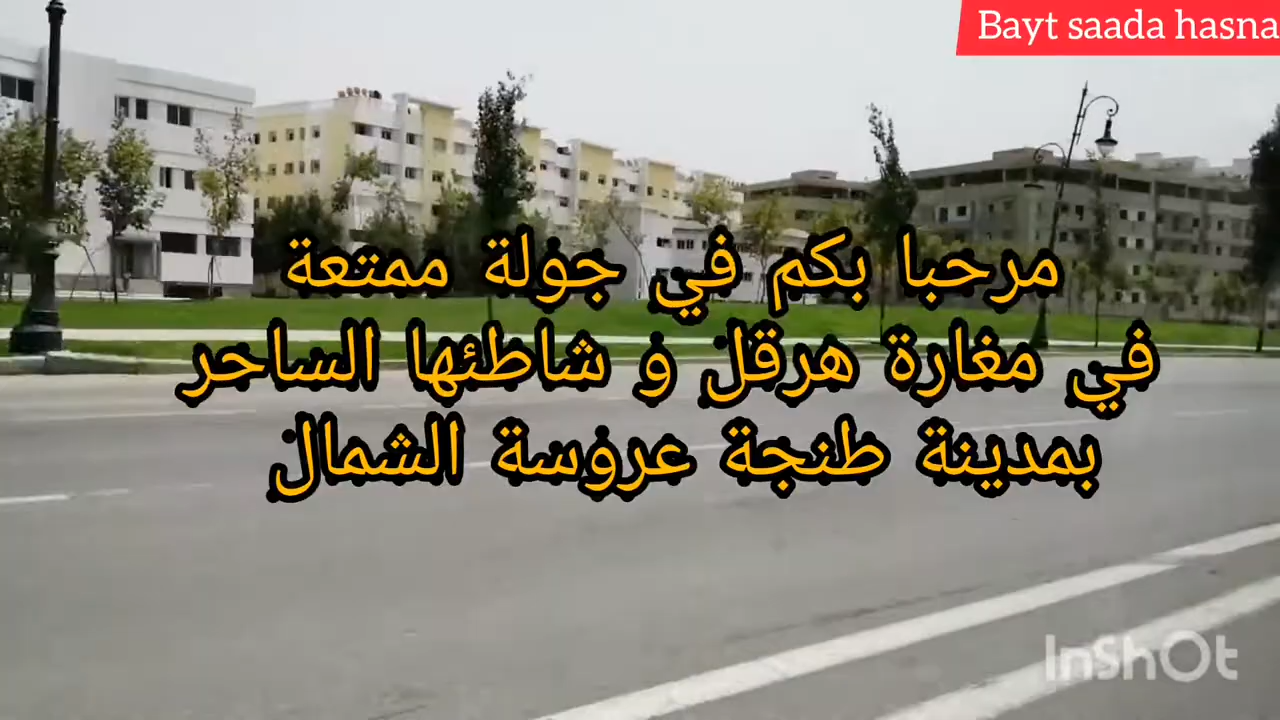 Bayt saada hasna
مرحبا بكم في جولة ممتعة
في مغارة هرقل و شاطئها الساحر
بمدينة طنجة عروسة الشمال
InShOt